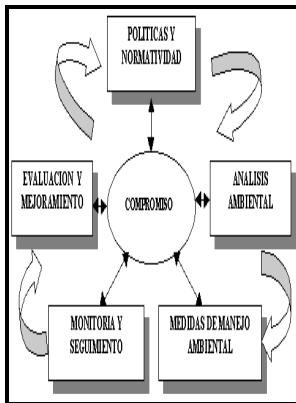 POLITICAS Y
NORMATIVIDAD
EVALUACION Y
MEJORAMIENTO
COMPROMISO
ANALISIS
AMBIENTAL
MONITORIA Y
SEGUIMIENTO
MEDIDAS DE MANEJO
AMBIENTAL